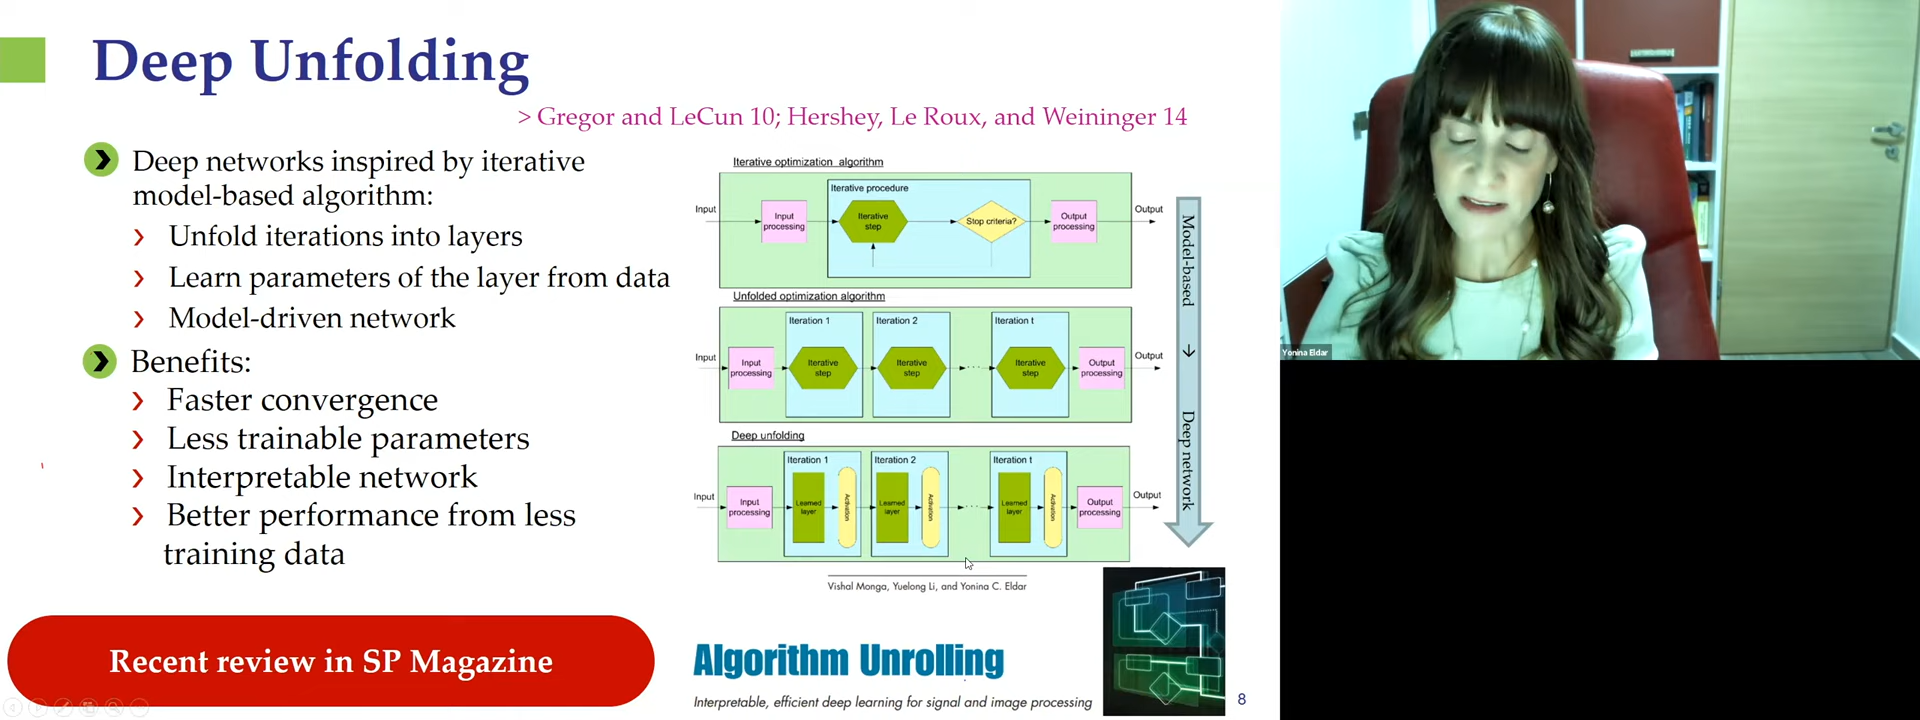 Deep Unfolding
> Gregor and LeCun 10; Hershey, Le Roux, and Weininger 14
Deep networks inspired by iterative
model-based algorithm:
Unfold iterations into layers
Learn parameters of the layer from data
Model-driven network
Benefits:
Faster convergence
Less trainable parameters
Interpretable network
Better performance from less
training data
Recent review in SP Magazine
Iterative optimization algorithm
Iterative procedure
Input
Input
processing
Iterative
step
Stop criteria?
Output
processing
Output
Unfolded optimization algorithm
Iteration 1
Iteration 2
Iteration t
Input
Input
processing
Iterative
step
Iterative
step
...
Iterative
step
Output
processing
Output
Deep unfolding
Iteration 1
Iteration 2
Iteration t
Input
Input
processing
Learned
layer
Activation
Learned
layer
Activation
...
Learned
layer
Activation
Output
processing
Output
Model-based → Deep network
Vishal Monga, Yuelong Li, and Yonina C. Eldar
Algorithm Unrolling
Interpretable, efficient deep learning for signal and image processing
8
Yonina Eldar